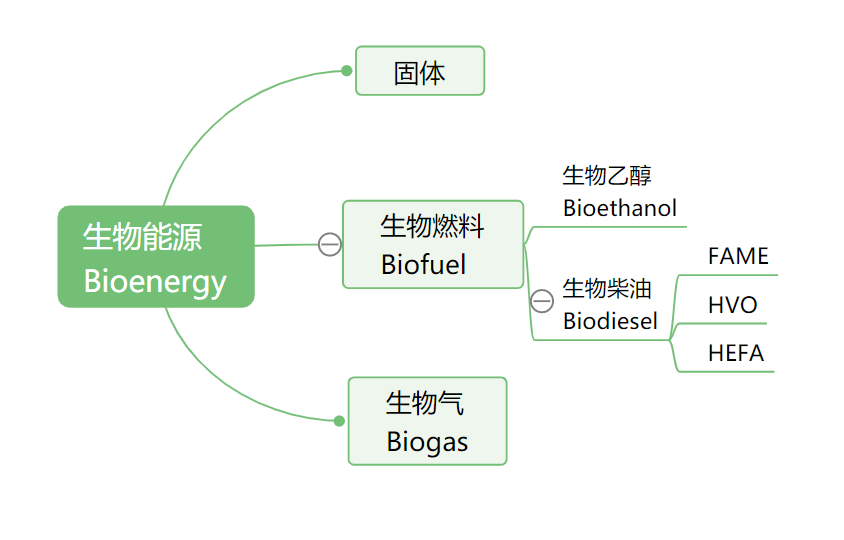 固体
生物能源
Bioenergy
生物燃料
Biofuel
生物乙醇
Bioethanol
生物柴油
Biodiesel
FAME
HVO
HEFA
生物气
Biogas